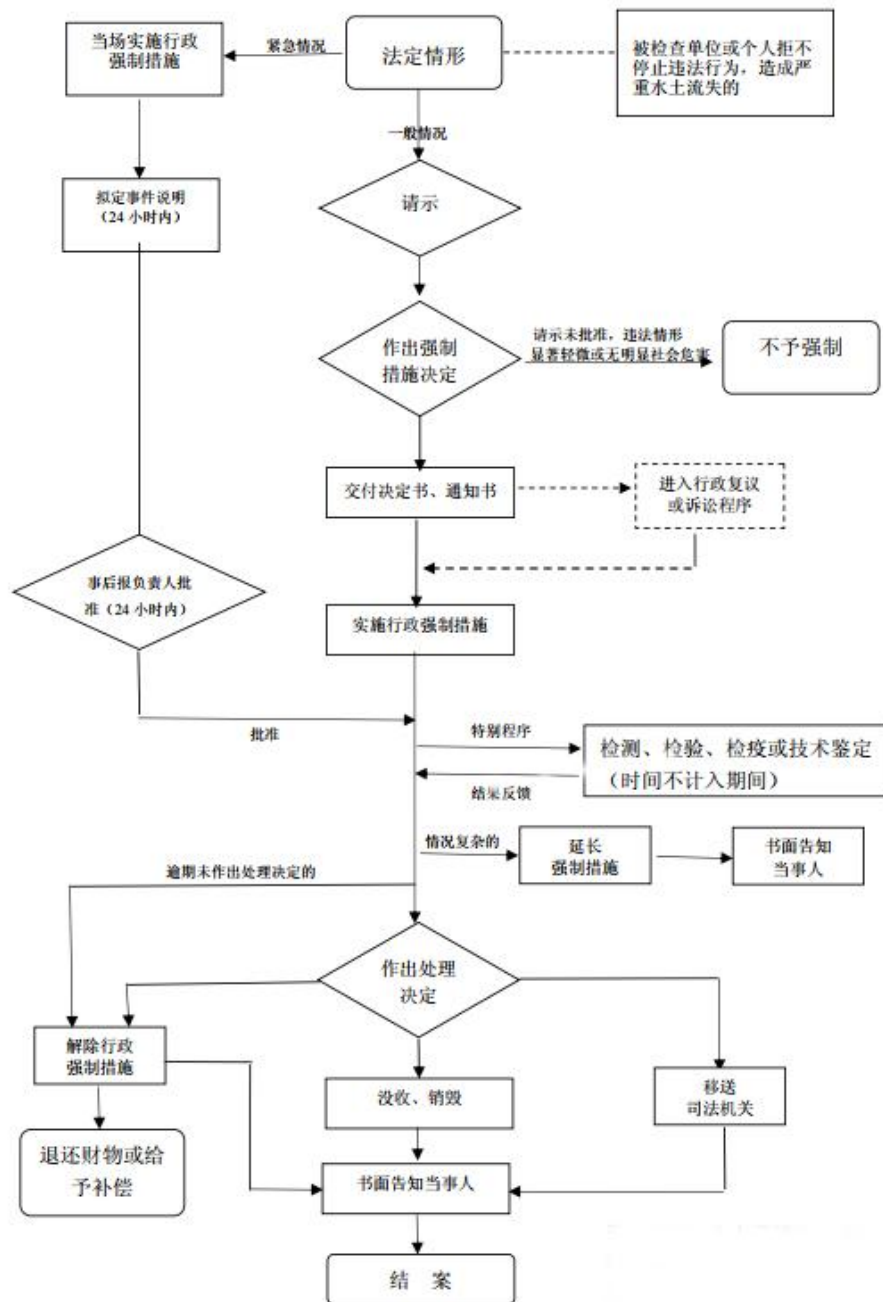 当场实施行政
强制措施
紧急情况
法定情形
被检查单位或个人拒不
停止违法行为，造成严
重水土流失的
一般情况
拟定事件说明
（24 小时内）
请示
作出强制
措施决定
请示未批准，违法情形
显著轻微或无明显社会危害
不予强制
交付决定书、通知书
进入行政复议
或诉讼程序
事后报负责人批
准（24 小时内）
实施行政强制措施
批准
特别程序
检测、检验、检疫或技术鉴定
（时间不计入期间）
结果反馈
情况复杂的
延长
强制措施
书面告知
当事人
逾期未作出处理决定的
作出处理
决定
解除行政
强制措施
没收、销毁
移送
司法机关
退还财物或给
予补偿
书面告知当事人
结 案